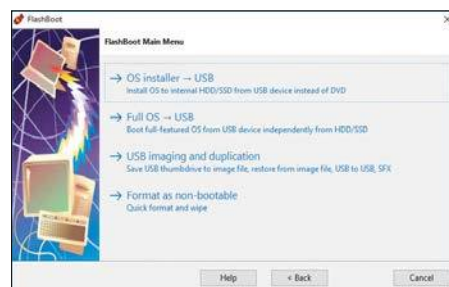 FlashBoot
FlashBoot Main Menu
→ OS installer → USB
Install OS to internal HDD/SSD from USB device instead of DVD
→ Full OS → USB
Boot full-featured OS from USB device independently from HDD/SSD
→ USB imaging and duplication
Save USB thumbdrive to image file, restore from image file, USB to USB, SFX
→ Format as non-bootable
Quick format and wipe
Help < Back Cancel